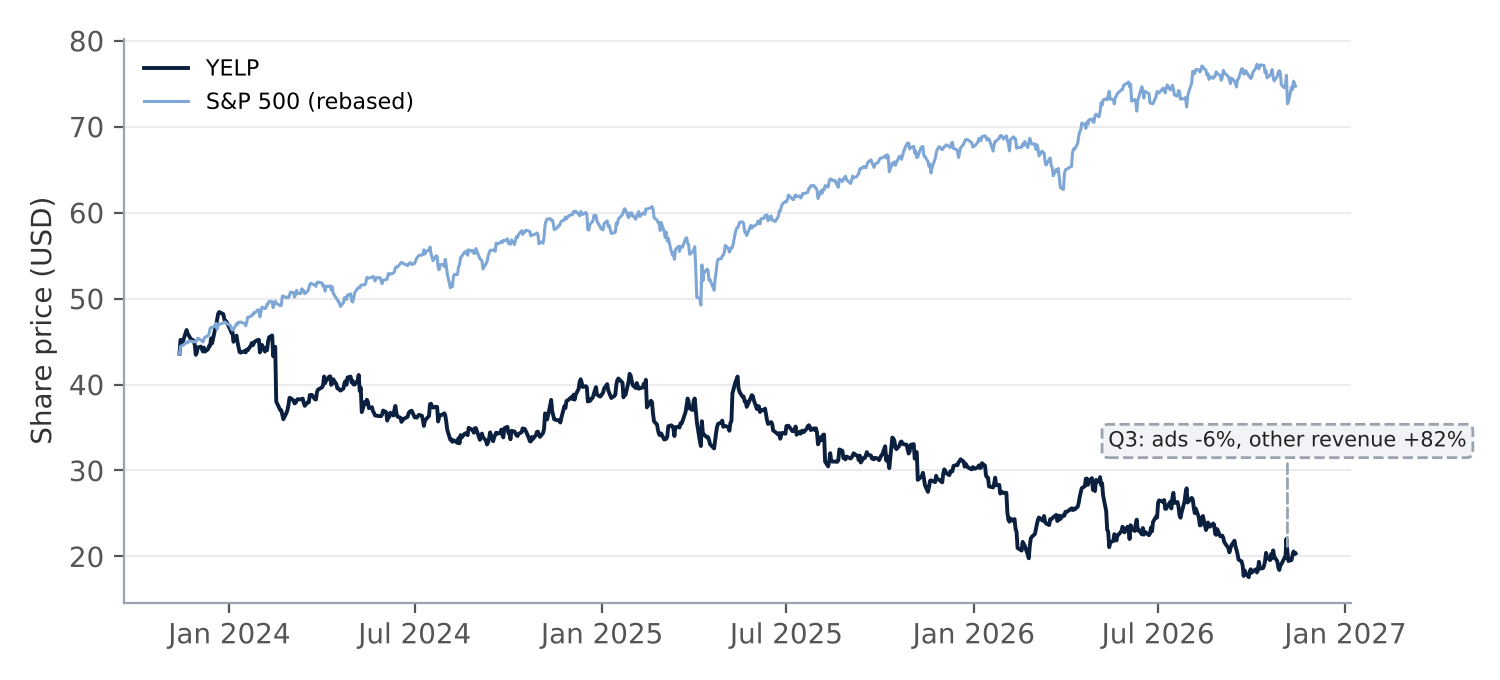 80
70
60
50
40
30
20
Share price (USD)
YELP
S&P 500 (rebased)
Q3: ads -6%, other revenue +82%
Jan 2024
Jul 2024
Jan 2025
Jul 2025
Jan 2026
Jul 2026
Jan 2027